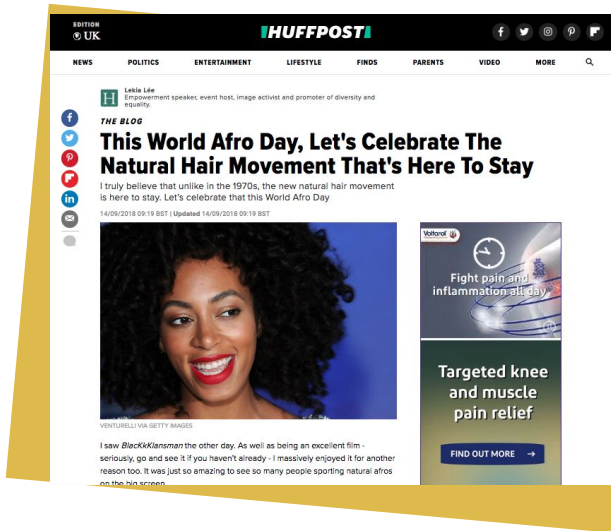 EDITION
UK
HUFFPOST
NEWS POLITICS ENTERTAINMENT LIFESTYLE FINDS PARENTS VIDEO MORE
H
Lekia Lée
Empowerment speaker, event host, image activist and promoter of diversity and
equality.
THE BLOG
This World Afro Day, Let's Celebrate The
Natural Hair Movement That's Here To Stay
I truly believe that unlike in the 1970s, the new natural hair movement
is here to stay. Let's celebrate that this World Afro Day
14/09/2018 09:19 BST | Updated 14/09/2018 09:19 BST
VENTURELLI VIA GETTY IMAGES
I saw BlacKkKlansman the other day. As well as being an excellent film -
seriously, go and see it if you haven't already - I massively enjoyed it for another
reason too. It was just so amazing to see so many people sporting natural afros
on the big screen
Voltarol
Fight pain and
inflammation all day
Targeted knee
and muscle
pain relief
FIND OUT MORE →